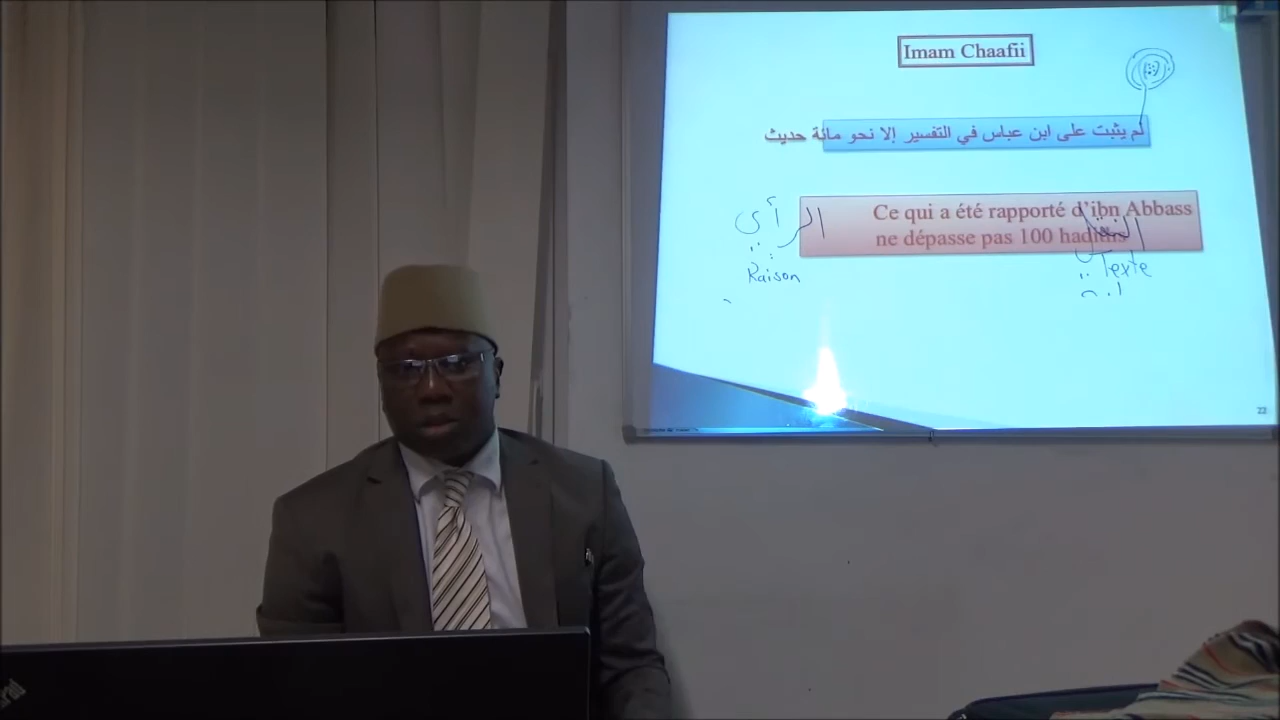 Imam Chaafii
لم يثبت على ابن عباس في التفسير إلا نحو مائة حديث
Ce qui a été rapporté d'ibn Abbass
ne dépasse pas 100 hadiths
الرأي
النقل
Raison
Texte
22